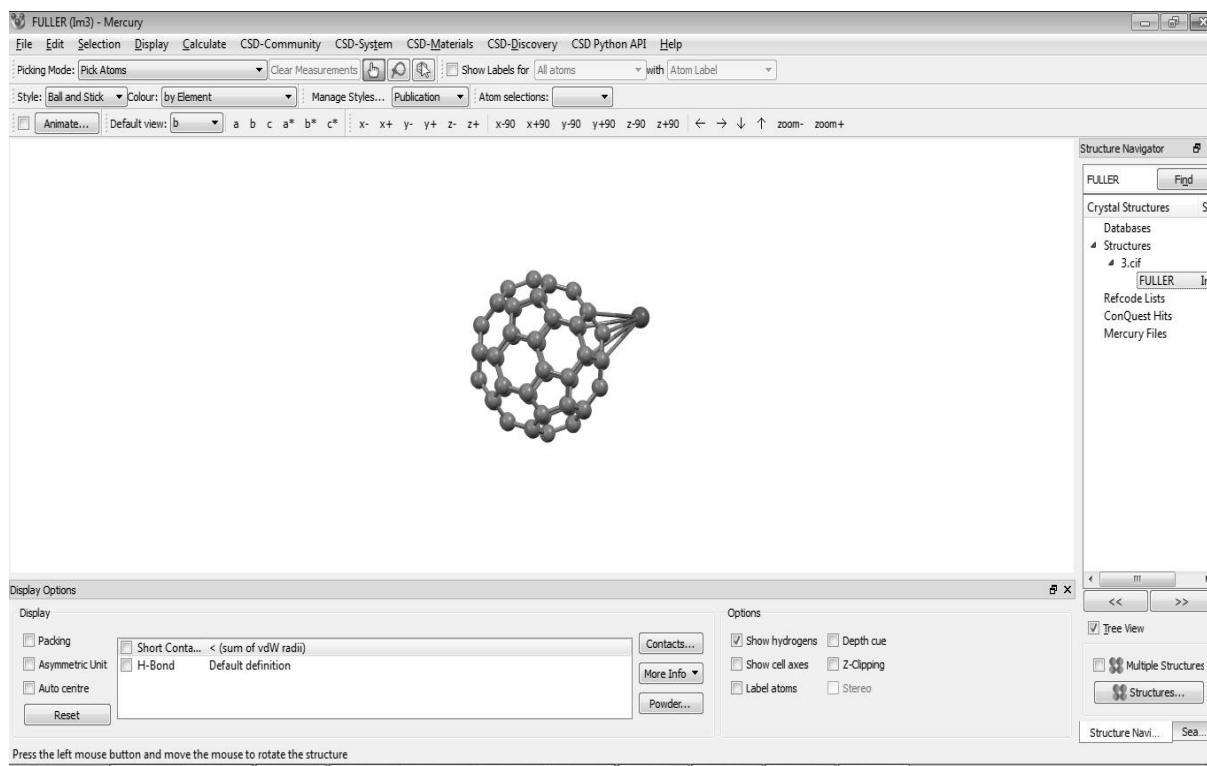 FULLER (Im3) - Mercury
File Edit Selection Display Calculate CSD-Community CSD-System CSD-Materials CSD-Discovery CSD Python API Help
Picking Mode: Pick Atoms Clear Measurements Show Labels for All atoms with Atom Label
Style: Ball and Stick Colour: by Element Manage Styles... Publication Atom selections:
Animate... Default view: b a b c a* b* c* x- x+ y- y+ z- z+ x-90 x+90 y-90 y+90 z-90 z+90 ← → ↓ ↑ zoom- zoom+
Structure Navigator
FULLER Find
Crystal Structures S
Databases
Structures
3.cif
FULLER
Refcode Lists
ConQuest Hits
Mercury Files
<< >>
Tree View
Multiple Structures
Structures...
Structure Navi... Sea...
Display Options
Display
Packing
Asymmetric Unit
Auto centre
Reset
Short Conta... < (sum of vdW radii)
H-Bond Default definition
Contacts...
More Info
Powder...
Options
Show hydrogens Depth cue
Show cell axes Z-Clipping
Label atoms Stereo
Press the left mouse button and move the mouse to rotate the structure